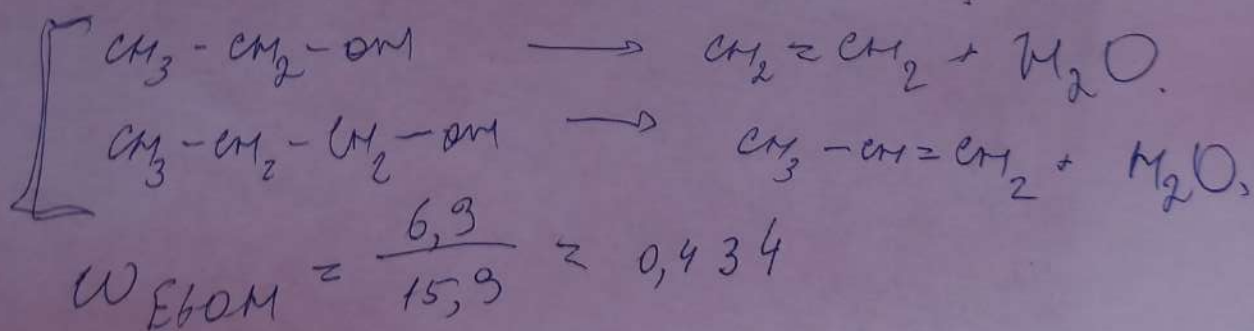 CH₃ - CH₂ - OH → CH₂ = CH₂ + H₂O.
CH₃ - CH₂ - CH₂ - OH → CH₃ - CH = CH₂ + H₂O,
W EtOH = 6,9 / 15,9 = 0,434